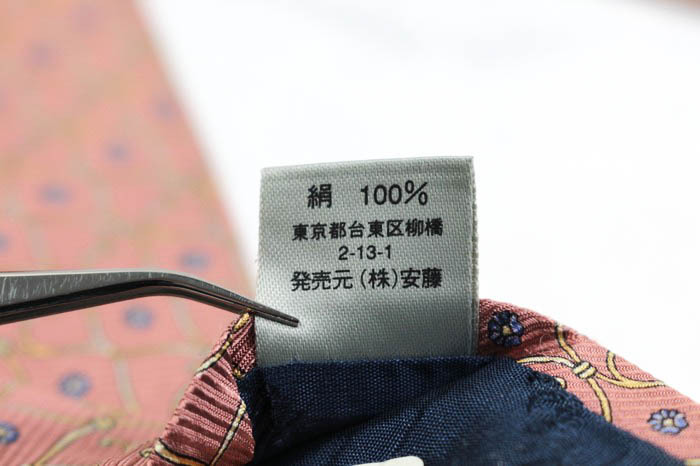 絹 100%
東京都台東区柳橋
2-13-1
発売元(株)安藤